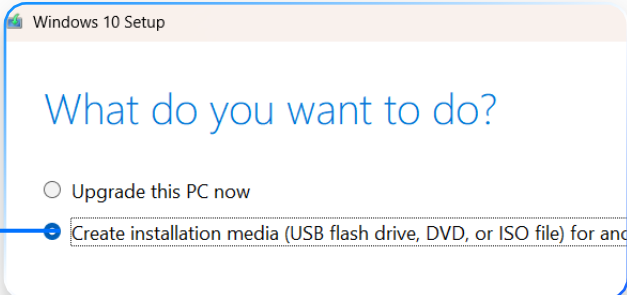 Windows 10 Setup
What do you want to do?
Upgrade this PC now
Create installation media (USB flash drive, DVD, or ISO file) for